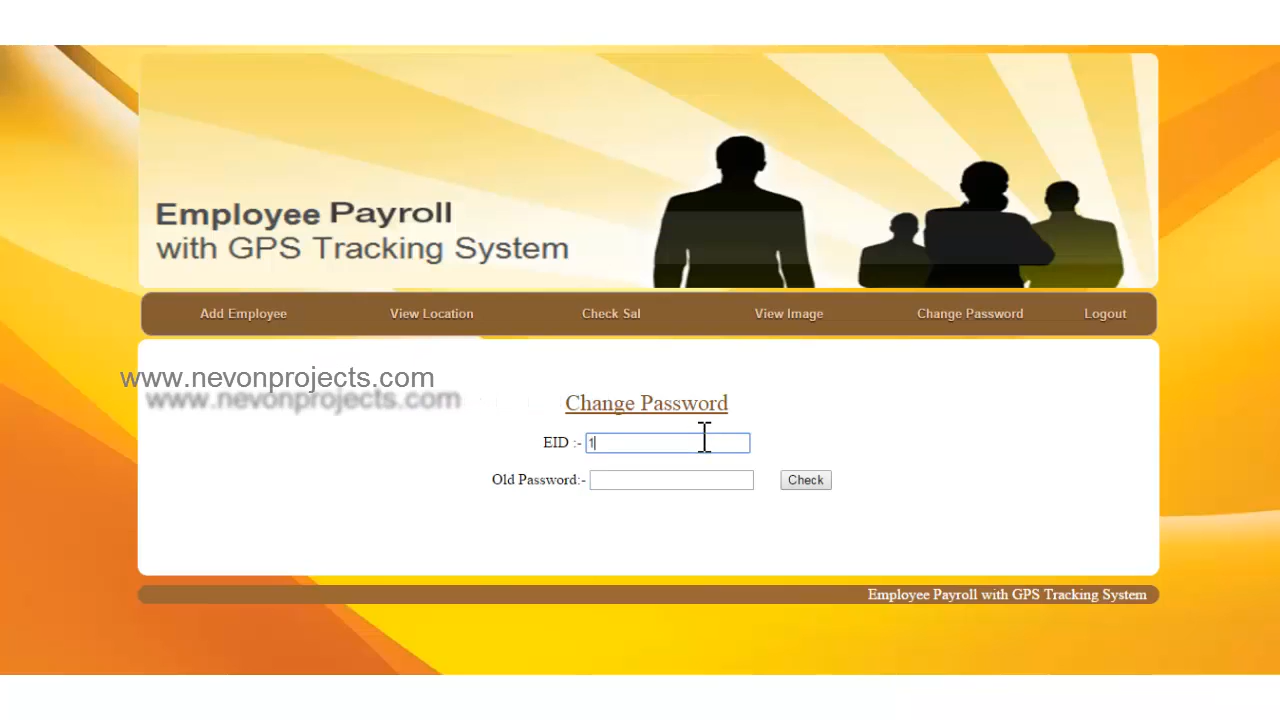 Employee Payroll
with GPS Tracking System
Add Employee View Location Check Sal View Image Change Password Logout
www.nevonprojects.com
www.nevonprojects.com
Change Password
EID :- 1
Old Password:- Check
Employee Payroll with GPS Tracking System